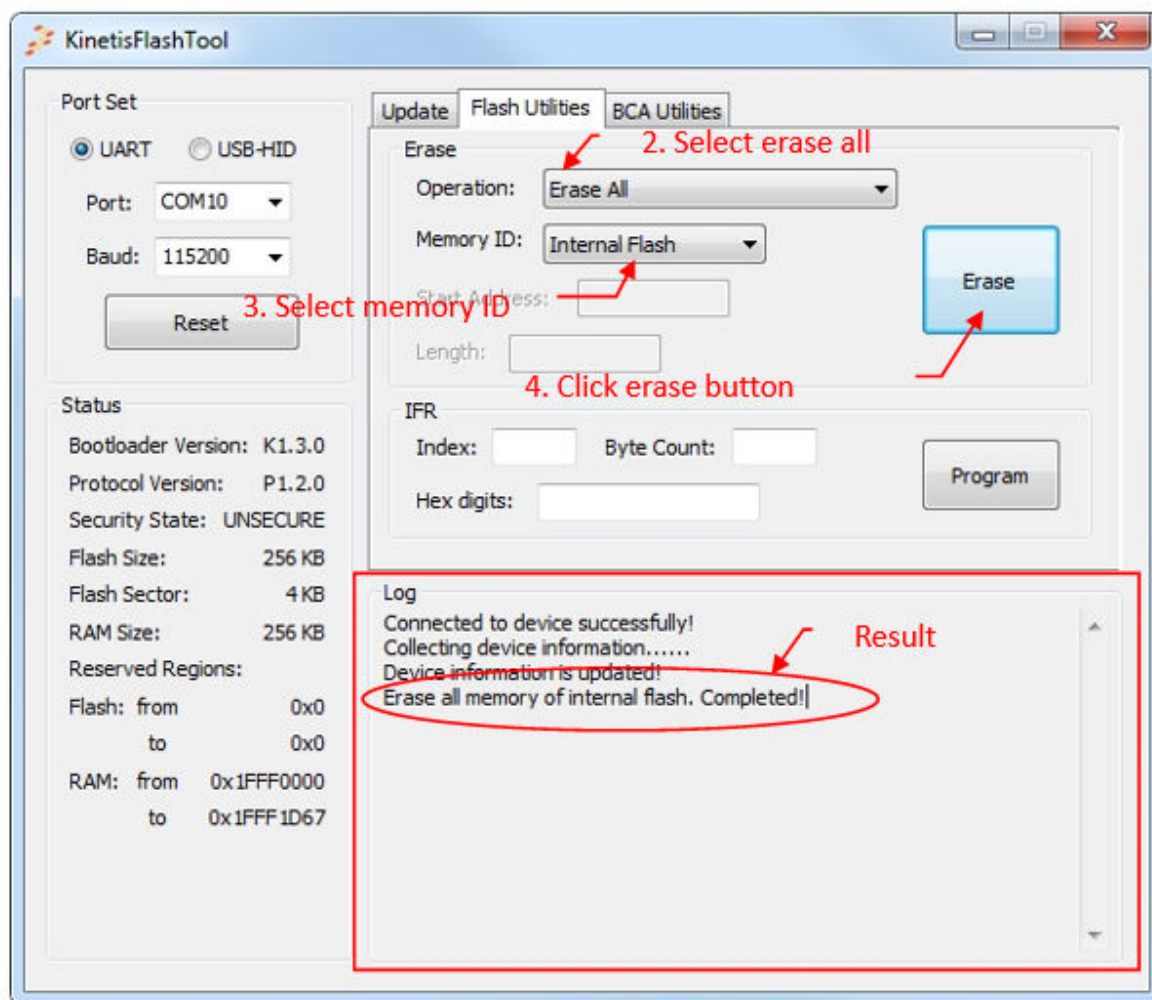 KinetisFlashTool
Port Set
UART USB-HID
Port: COM10
Baud: 115200
Reset
Update Flash Utilities BCA Utilities
2. Select erase all
Erase
Operation: Erase All
Memory ID: Internal Flash
3. Select memory ID
Start Address:
Length:
Erase
4. Click erase button
IFR
Index: Byte Count:
Hex digits:
Program
Status
Bootloader Version: K1.3.0
Protocol Version: P1.2.0
Security State: UNSECURE
Flash Size: 256 KB
Flash Sector: 4 KB
RAM Size: 256 KB
Reserved Regions:
Flash: from 0x0
to 0x0
RAM: from 0x1FFF0000
to 0x1FFF1D67
Log
Connected to device successfully!
Collecting device information......
Device information is updated!
Erase all memory of internal flash. Completed!
Result